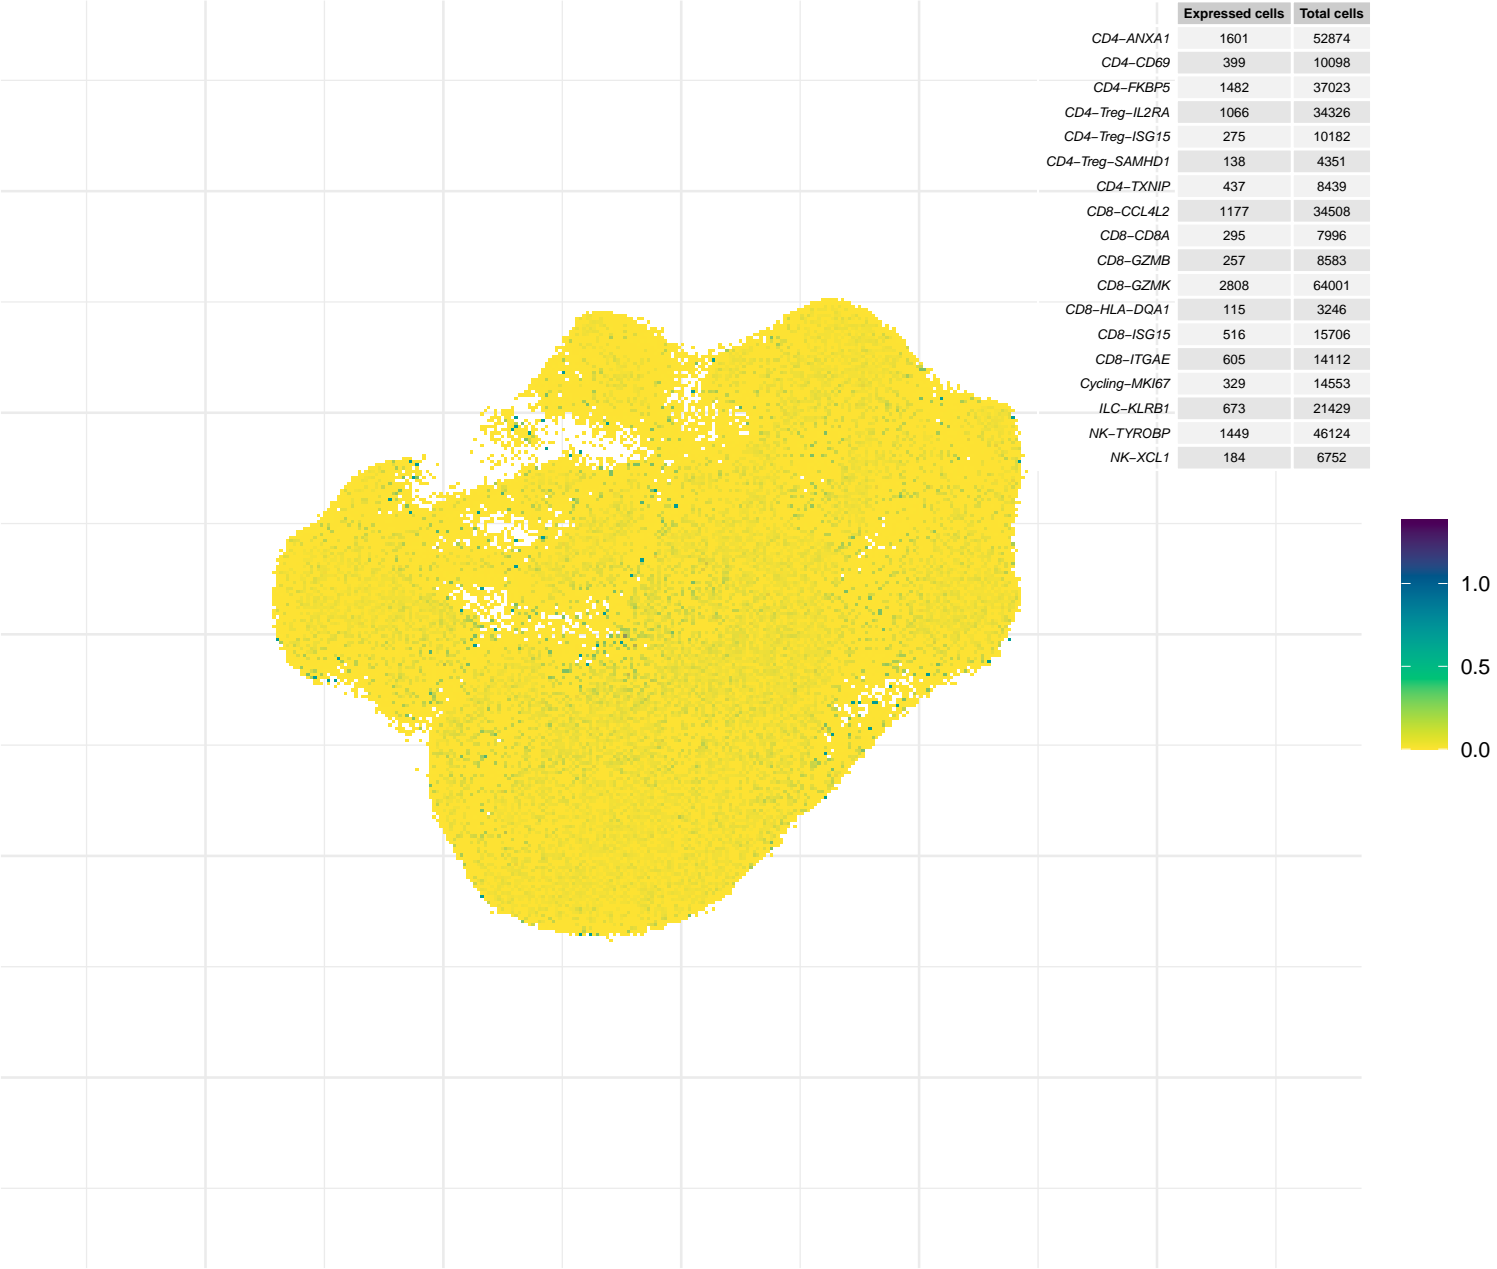 Expressed cells Total cells
CD4−ANXA1 1601 52874
CD4−CD69 399 10098
CD4−FKBP5 1482 37023
CD4−Treg−IL2RA 1066 34326
CD4−Treg−ISG15 275 10182
CD4−Treg−SAMHD1 138 4351
CD4−TXNIP 437 8439
CD8−CCL4L2 1177 34508
CD8−CD8A 295 7996
CD8−GZMB 257 8583
CD8−GZMK 2808 64001
CD8−HLA−DQA1 115 3246
CD8−ISG15 516 15706
CD8−ITGAE 605 14112
Cycling−MKI67 329 14553
ILC−KLRB1 673 21429
NK−TYROBP 1449 46124
NK−XCL1 184 6752
1.0
0.5
0.0